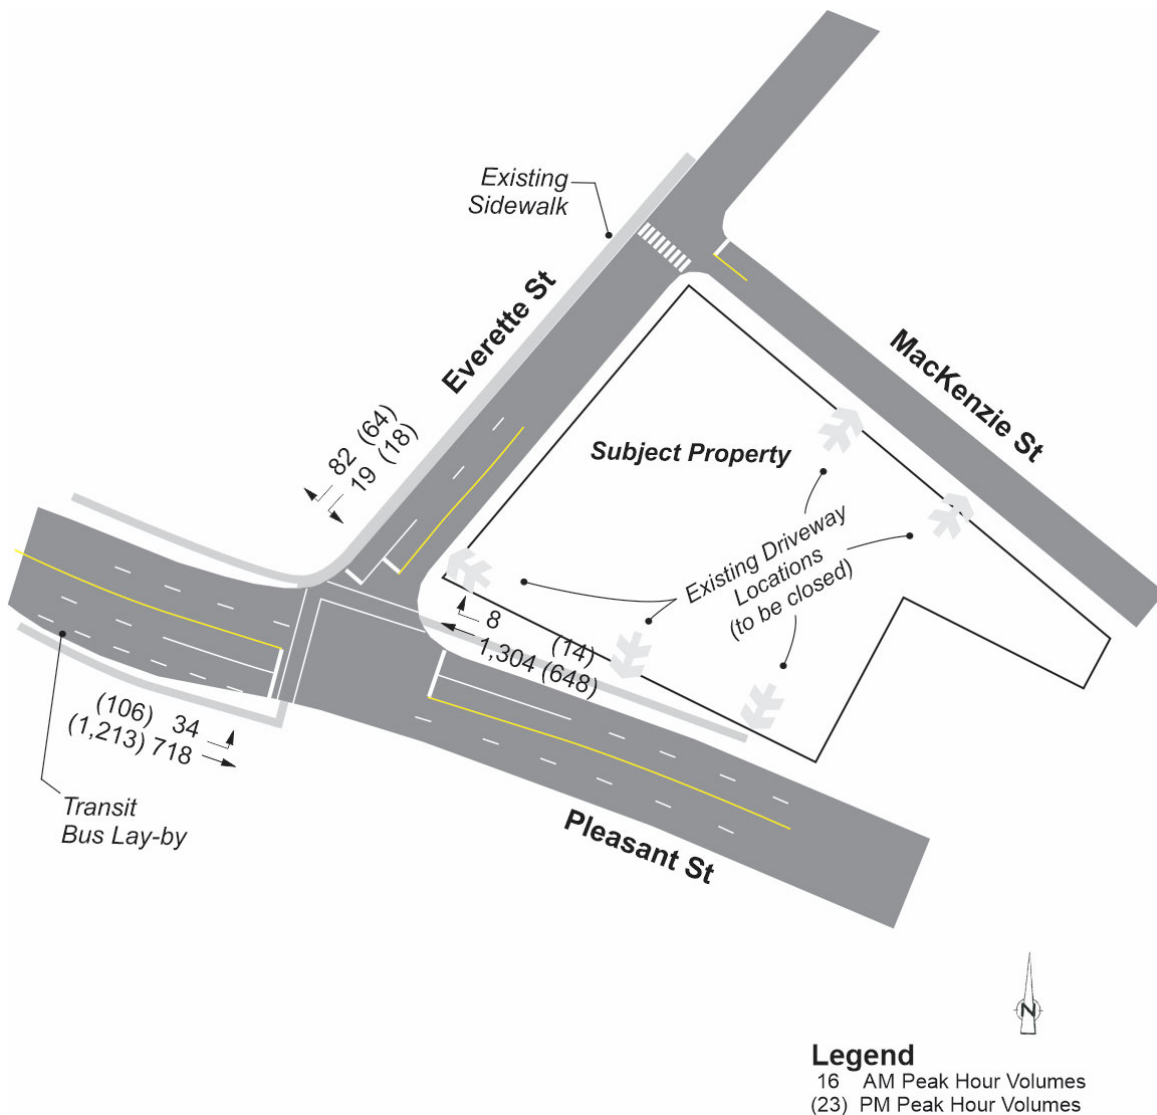 Existing
Sidewalk
Everette St
MacKenzie St
82 (64)
19 (18)
Subject Property
Existing Driveway
Locations
(to be closed)
8 (14)
1,304 (648)
(106) 34
(1,213) 718
Transit
Bus Lay-by
Pleasant St
N
Legend
16 AM Peak Hour Volumes
(23) PM Peak Hour Volumes